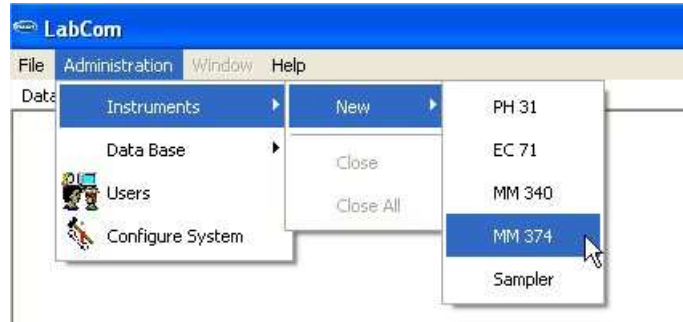 LabCom
File Administration Window Help
Data
Instruments
Data Base
Users
Configure System
New
Close
Close All
PH 31
EC 71
MM 340
MM 374
Sampler